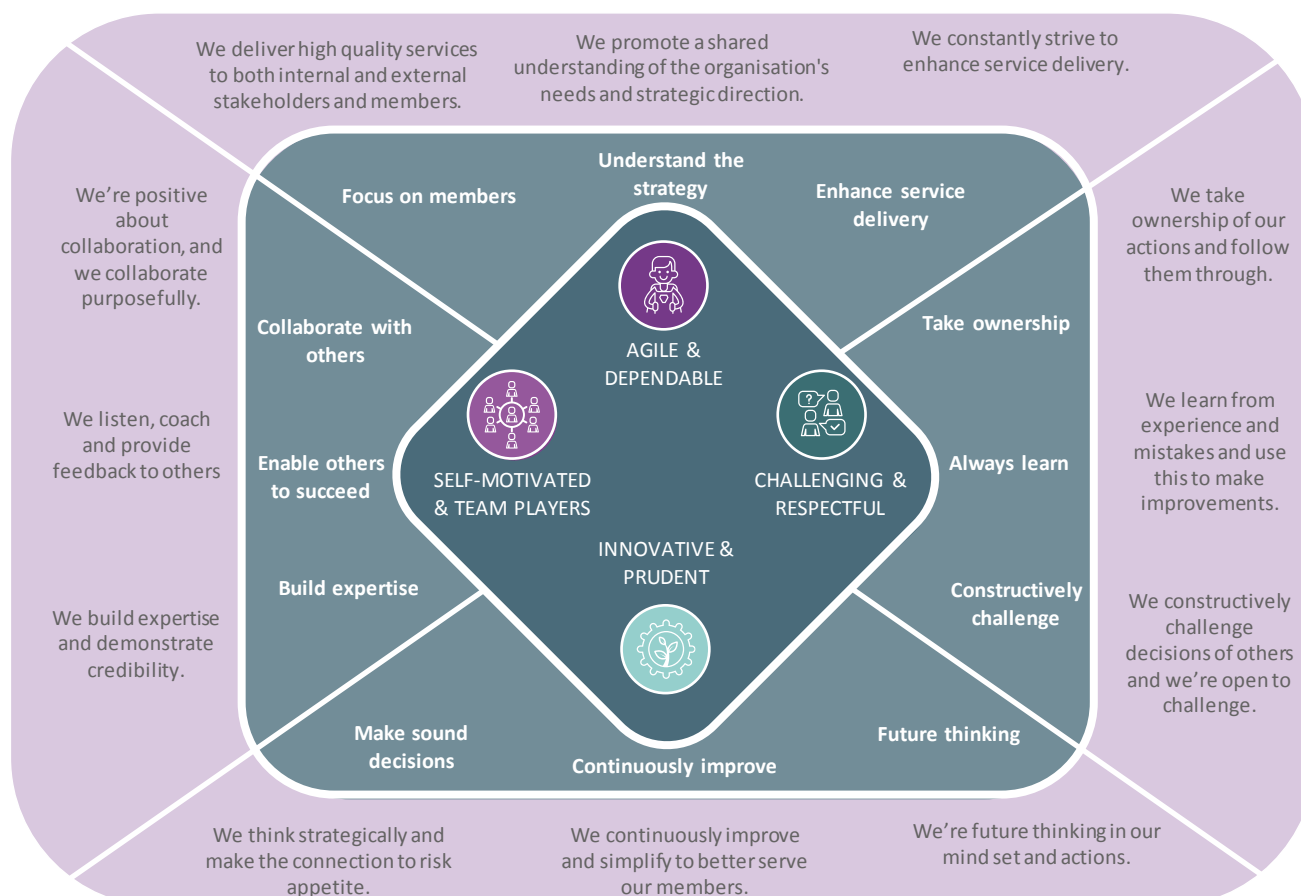 We deliver high quality services
to both internal and external
stakeholders and members.
We promote a shared
understanding of the organisation's
needs and strategic direction.
We constantly strive to
enhance service delivery.
Focus on members
Understand the
strategy
Enhance service
delivery
We're positive
about
collaboration, and
we collaborate
purposefully.
We listen, coach
and provide
feedback to others
We build expertise
and demonstrate
credibility.
Collaborate with
others
Enable others
to succeed
Build expertise
AGILE &
DEPENDABLE
SELF-MOTIVATED
& TEAM PLAYERS
?
CHALLENGING &
RESPECTFUL
INNOVATIVE &
PRUDENT
Take ownership
Always learn
Constructively
challenge
We take
ownership of our
actions and follow
them through.
We learn from
experience and
mistakes and use
this to make
improvements.
We constructively
challenge
decisions of others
and we're open to
challenge.
Make sound
decisions
Continuously improve
Future thinking
We think strategically and
make the connection to risk
appetite.
We continuously improve
and simplify to better serve
our members.
We're future thinking in our
mind set and actions.